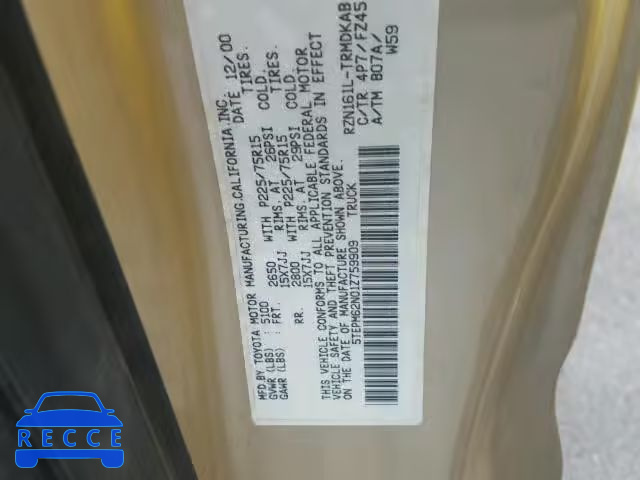 MFD.BY TOYOTA MOTOR MANUFACTURING.CALIFORNIA.INC.
DATE 12/00
GVWR (LBS) : 5100
GAWR (LBS)
FRT. 2650 WITH P225/75R15 TIRES.
15X7JJ RIMS. AT 26PSI COLD.
RR. 2800 WITH P225/75R15 TIRES.
15X7JJ RIMS. AT 29PSI COLD.
THIS VEHICLE CONFORMS TO ALL APPLICABLE FEDERAL MOTOR
VEHICLE SAFETY AND THEFT PREVENTION STANDARDS IN EFFECT
ON THE DATE OF MANUFACTURE SHOWN ABOVE.
5TEPM62N01Z759909 TRUCK
RZN161L-TRMDKAB
C/TR 4P7/FZ45
A/TM B07A/
W59
RECCE